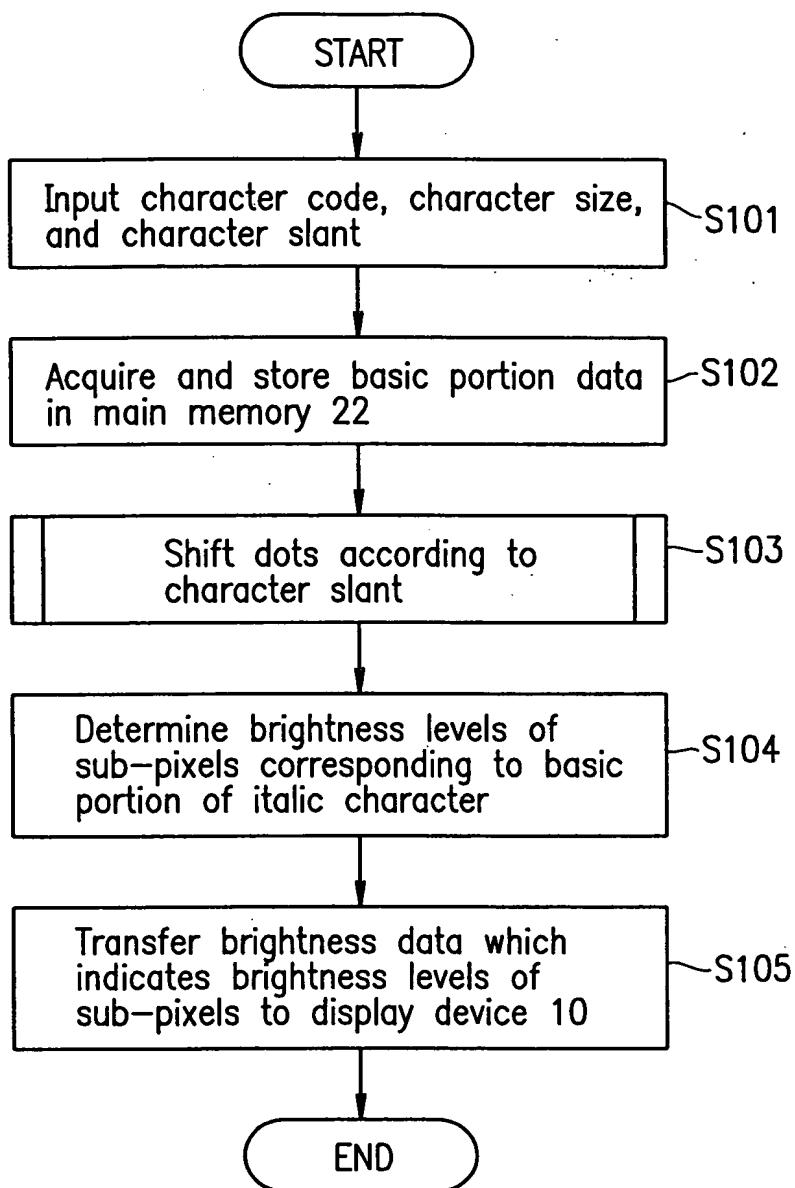 START
Input character code, character size,
and character slant
S101
Acquire and store basic portion data
in main memory 22
S102
Shift dots according to
character slant
S103
Determine brightness levels of
sub-pixels corresponding to basic
portion of italic character
S104
Transfer brightness data which
indicates brightness levels of
sub-pixels to display device 10
S105
END